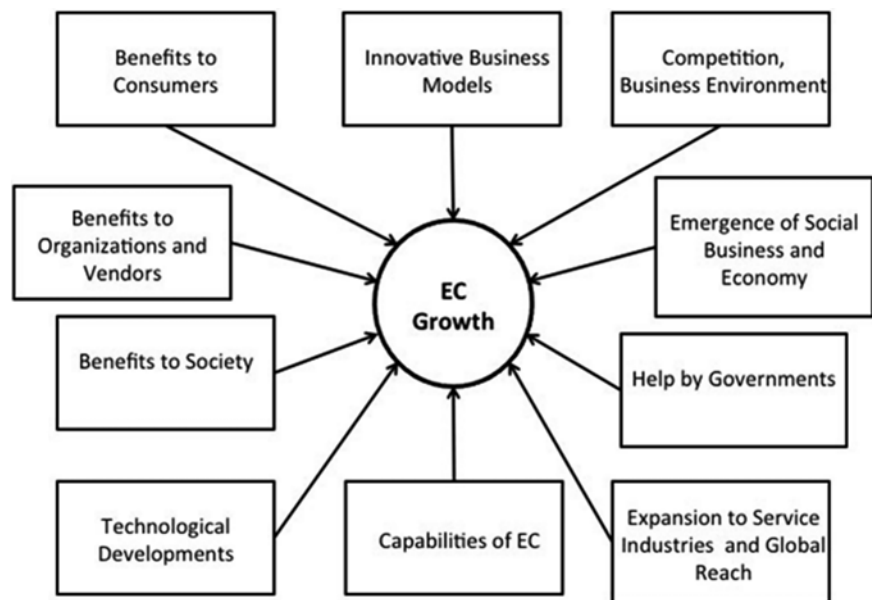 Benefits to
Consumers
Innovative Business
Models
Competition,
Business Environment
Benefits to
Organizations and
Vendors
Emergence of Social
Business and
Economy
EC
Growth
Benefits to Society
Help by Governments
Technological
Developments
Capabilities of EC
Expansion to Service
Industries and Global
Reach